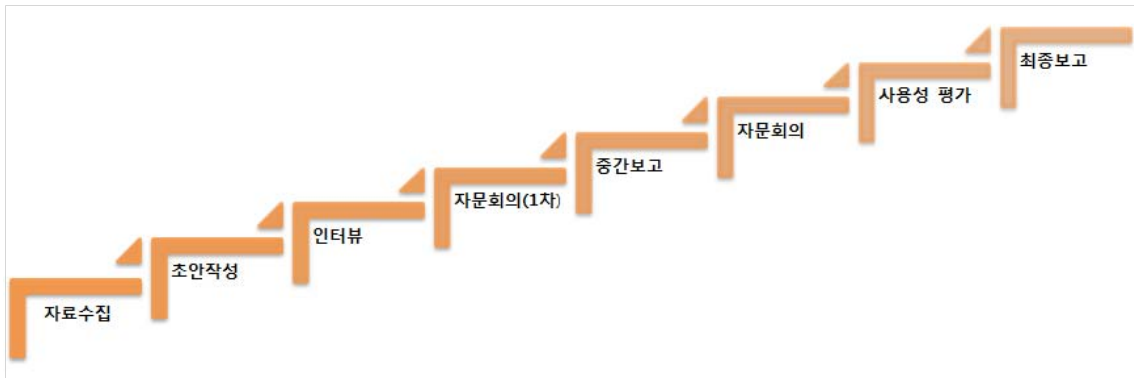 자료수집
초안작성
인터뷰
자문회의(1차)
중간보고
자문회의
사용성 평가
최종보고